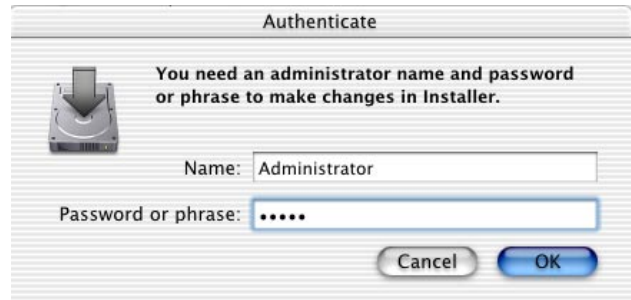 Authenticate
You need an administrator name and password
or phrase to make changes in Installer.
Name: Administrator
Password or phrase: •••••
Cancel OK